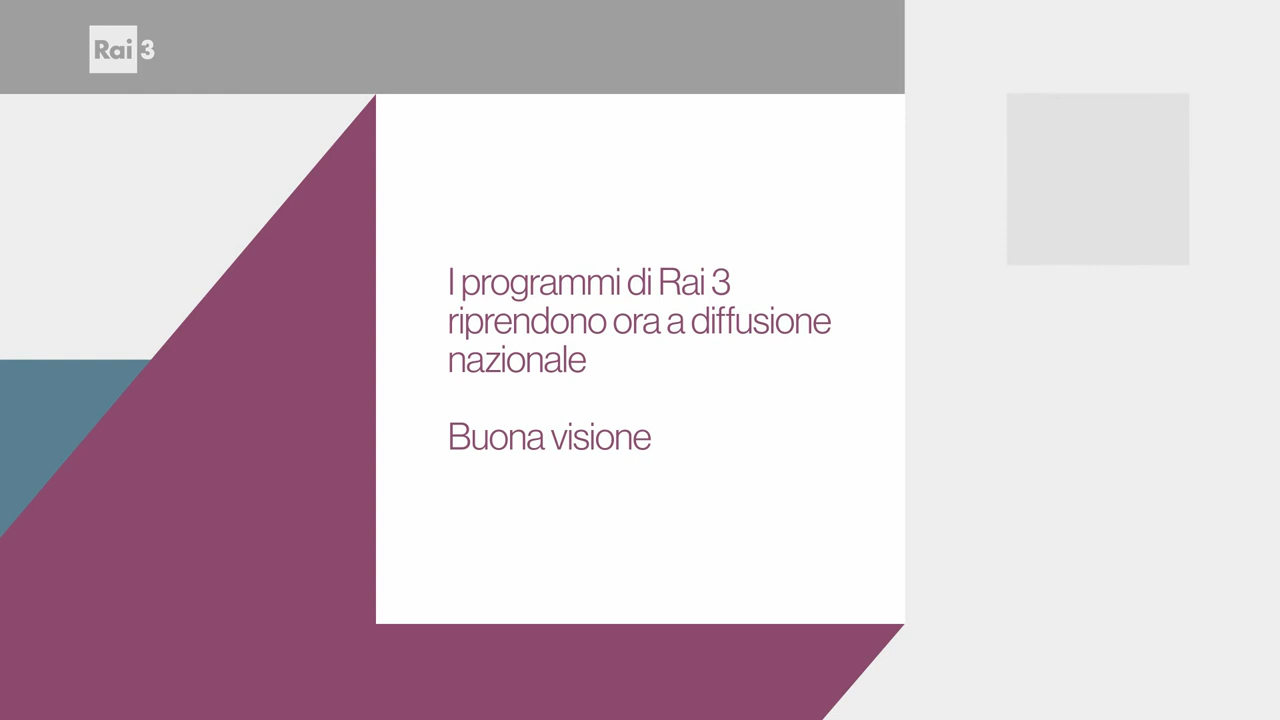 Rai 3
I programmi di Rai 3
riprendono ora a diffusione
nazionale
Buona visione